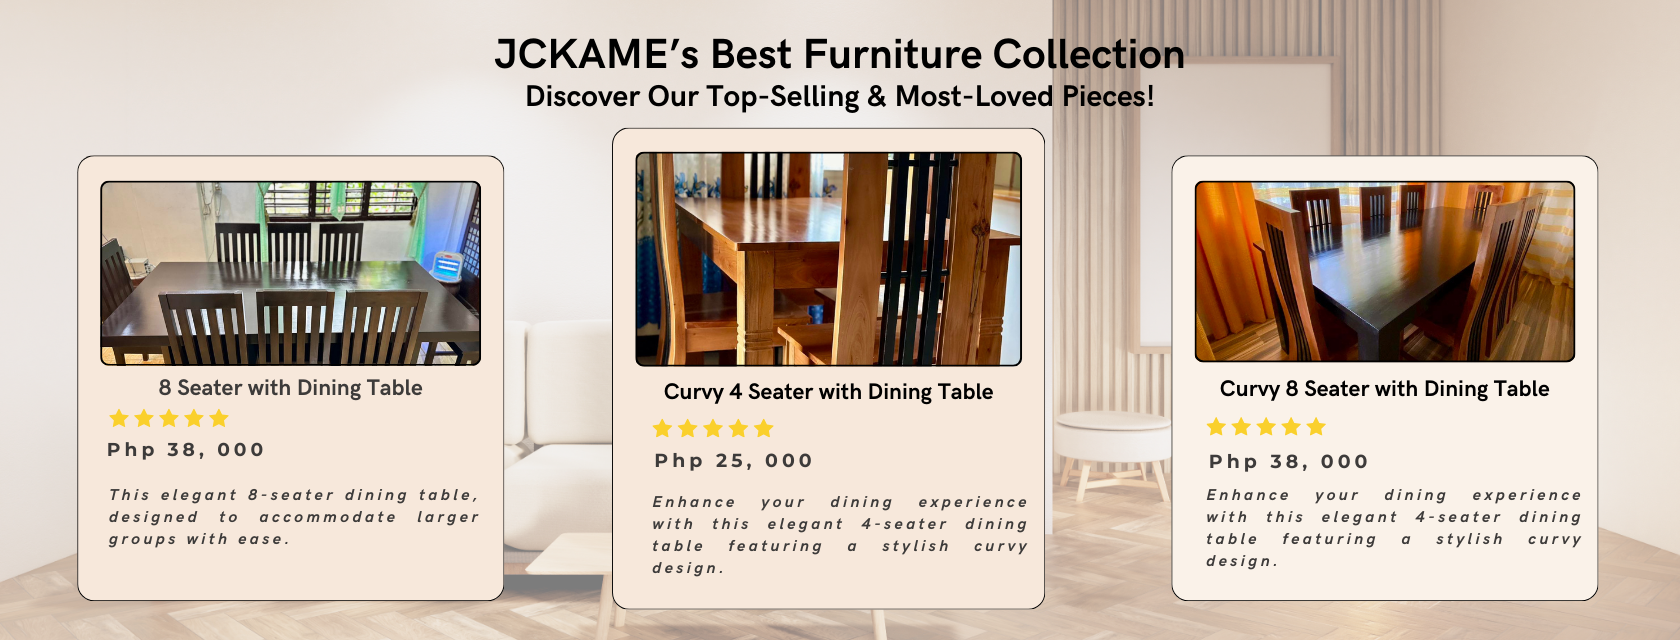 JCKAME’s Best Furniture Collection
Discover Our Top-Selling & Most-Loved Pieces!
8 Seater with Dining Table
Php 38, 000
This elegant 8-seater dining table,
designed to accommodate larger
groups with ease.
Curvy 4 Seater with Dining Table
Php 25, 000
Enhance your dining experience
with this elegant 4-seater dining
table featuring a stylish curvy
design.
Curvy 8 Seater with Dining Table
Php 38, 000
Enhance your dining experience
with this elegant 4-seater dining
table featuring a stylish curvy
design.